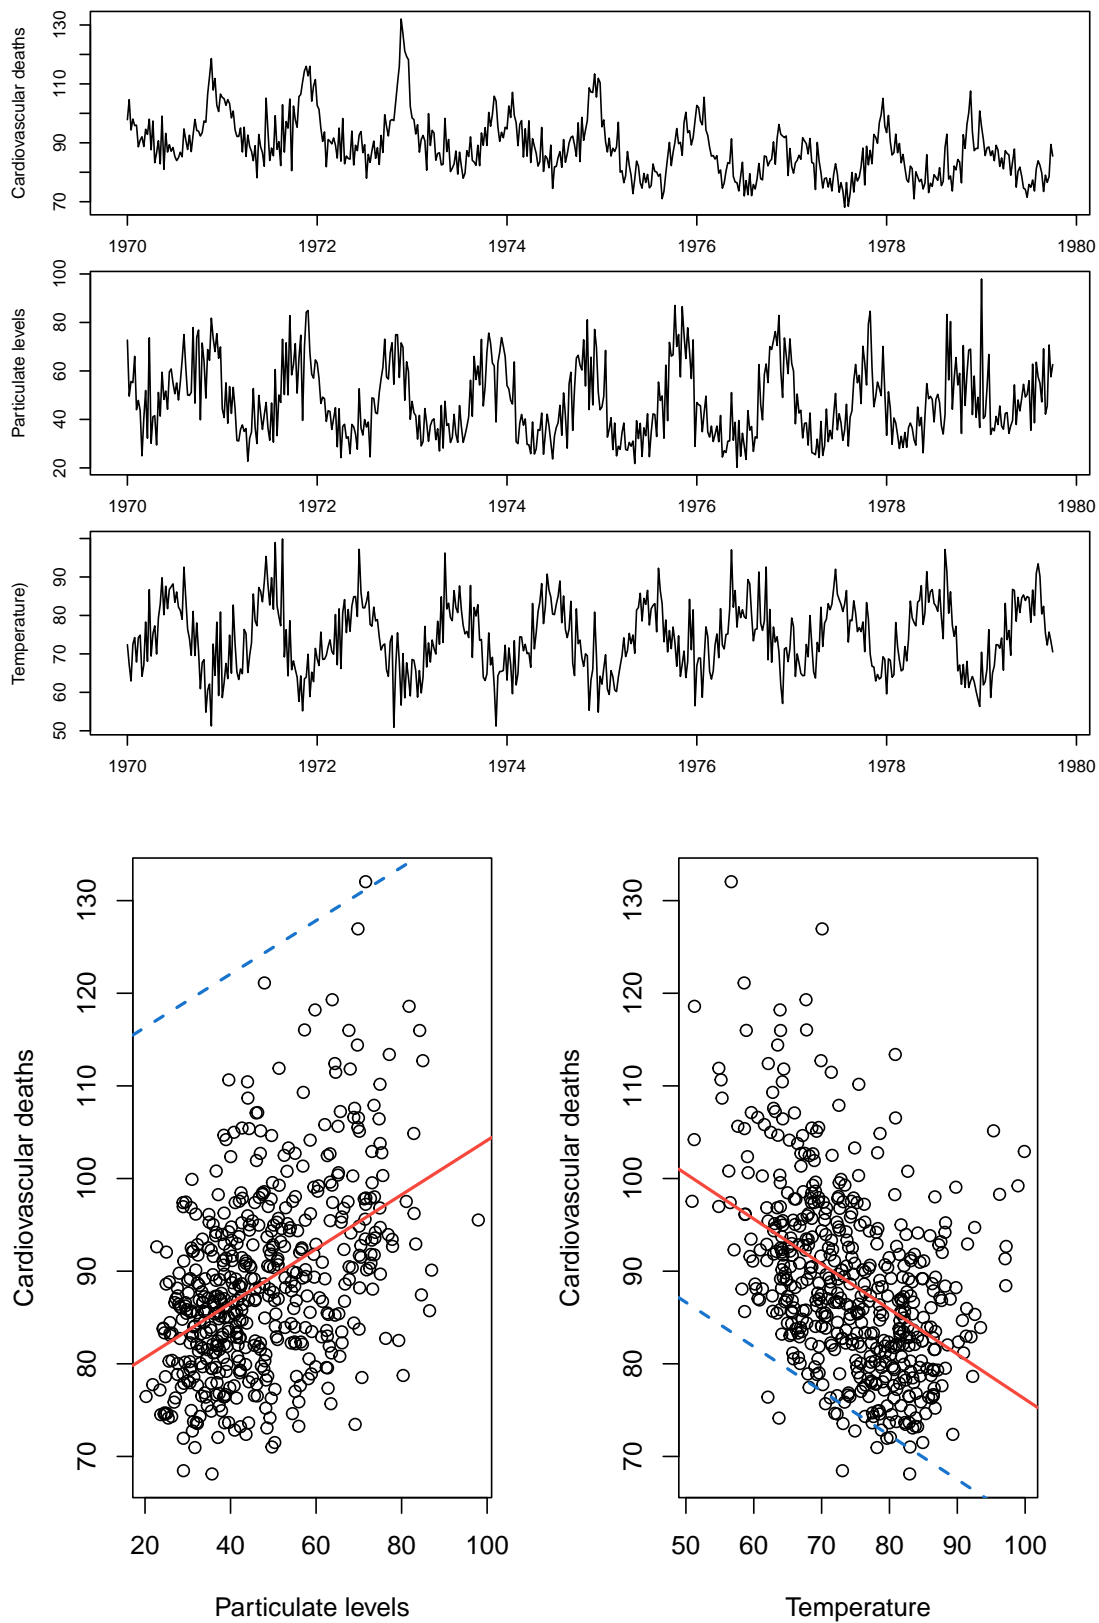 Cardiovascular deaths
130
110
90
70
1970 1972 1974 1976 1978 1980
Particulate levels
100
80
60
40
20
1970 1972 1974 1976 1978 1980
Temperature)
90
80
70
60
50
1970 1972 1974 1976 1978 1980
Cardiovascular deaths
130
120
110
100
90
80
70
20 40 60 80 100
Particulate levels
Cardiovascular deaths
130
120
110
100
90
80
70
50 60 70 80 90 100
Temperature